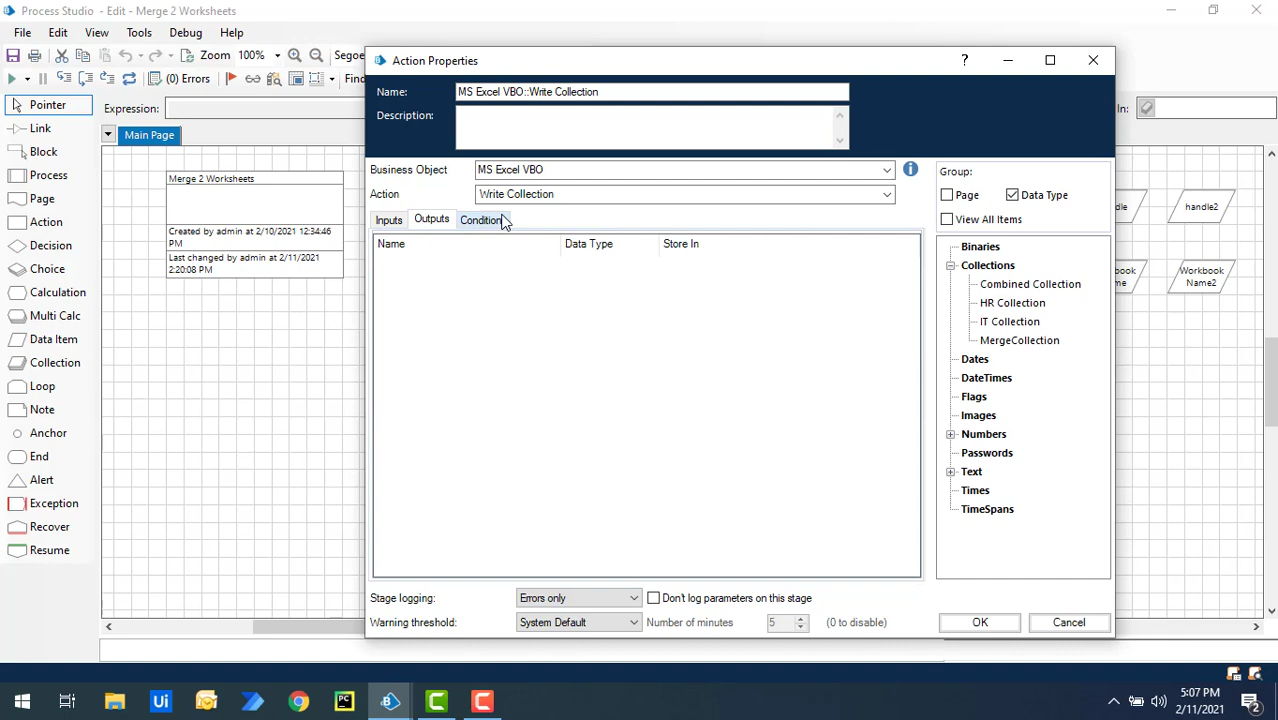 Process Studio - Edit - Merge 2 Worksheets
File Edit View Tools Debug Help
Zoom 100% Segoe
(0) Errors Find
Pointer
Link
Block
Process
Page
Action
Decision
Choice
Calculation
Multi Calc
Data Item
Collection
Loop
Note
Anchor
End
Alert
Exception
Recover
Resume
Expression:
In:
Main Page
Merge 2 Worksheets
Created by admin at 2/10/2021 12:34:46
PM
Last changed by admin at 2/11/2021
2:20:08 PM
Action Properties
?
Name: MS Excel VBO::Write Collection
Description:
Business Object MS Excel VBO
Action Write Collection
Inputs Outputs Condition
Name Data Type Store In
Group:
Page Data Type
View All Items
Binaries
Collections
Combined Collection
HR Collection
IT Collection
MergeCollection
Dates
DateTimes
Flags
Images
Numbers
Passwords
Text
Times
TimeSpans
Stage logging: Errors only Don't log parameters on this stage
Warning threshold: System Default Number of minutes 5 (0 to disable)
OK Cancel
handle2
Workbook
Name2
Ui
PC
5:07 PM
2/11/2021
2